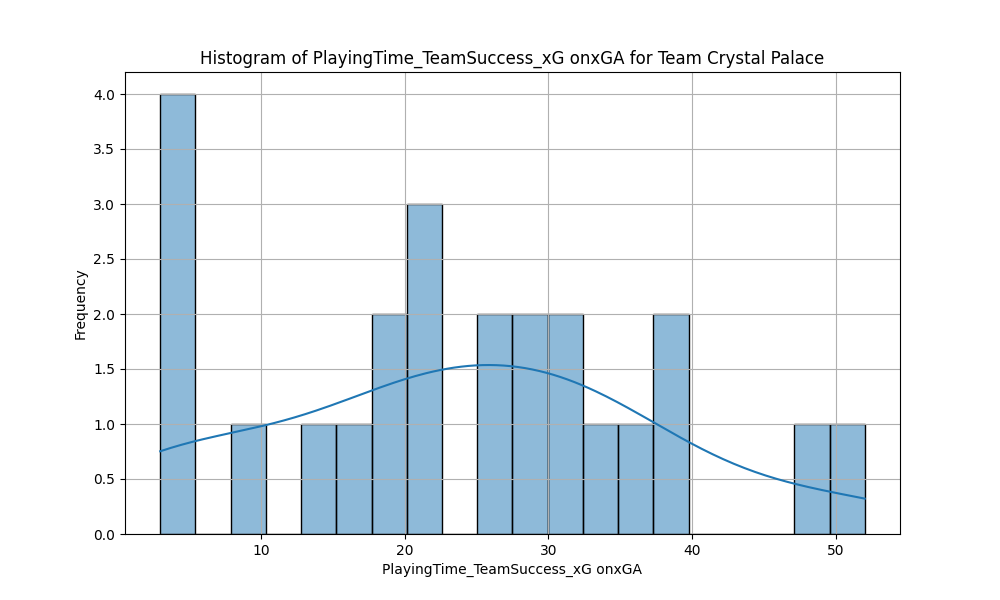 Histogram of PlayingTime_TeamSuccess_xG onxGA for Team Crystal Palace
4.0
3.5
3.0
2.5
2.0
1.5
1.0
0.5
0.0
Frequency
10 20 30 40 50
PlayingTime_TeamSuccess_xG onxGA